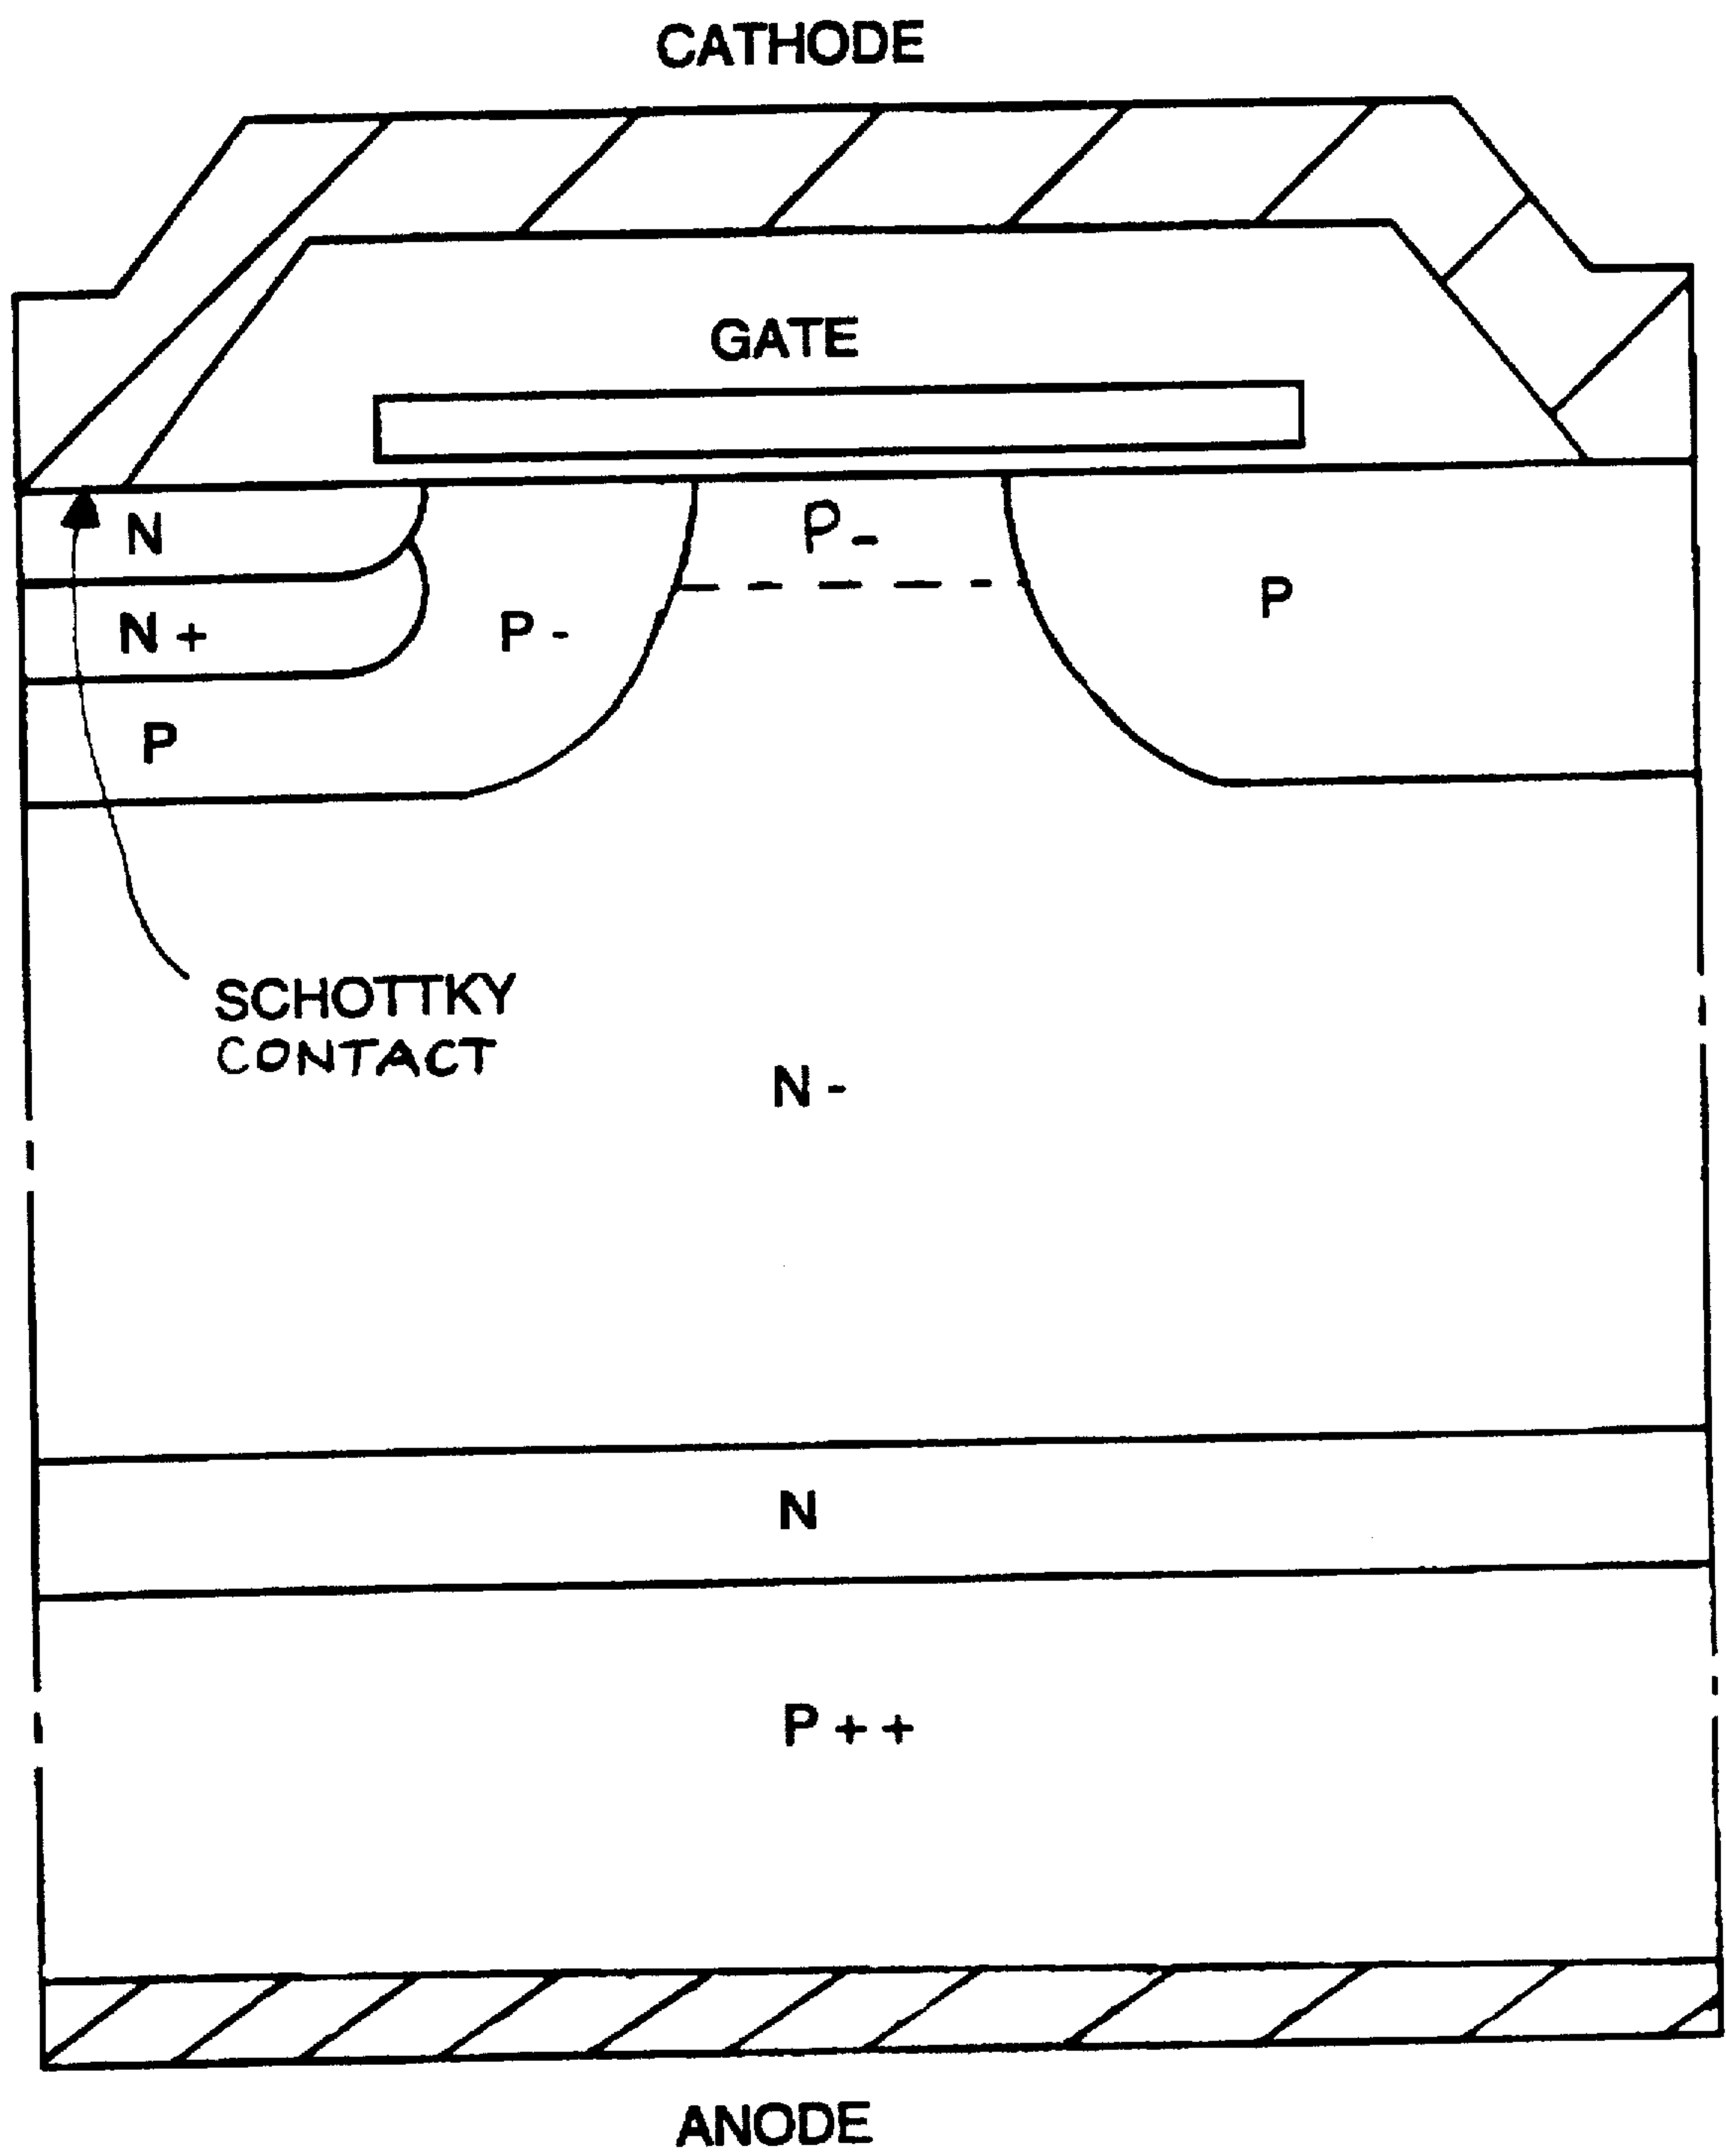 CATHODE
GATE
N
P-
N+
P-
P
P
SCHOTTKY
CONTACT
N-
N
P++
ANODE